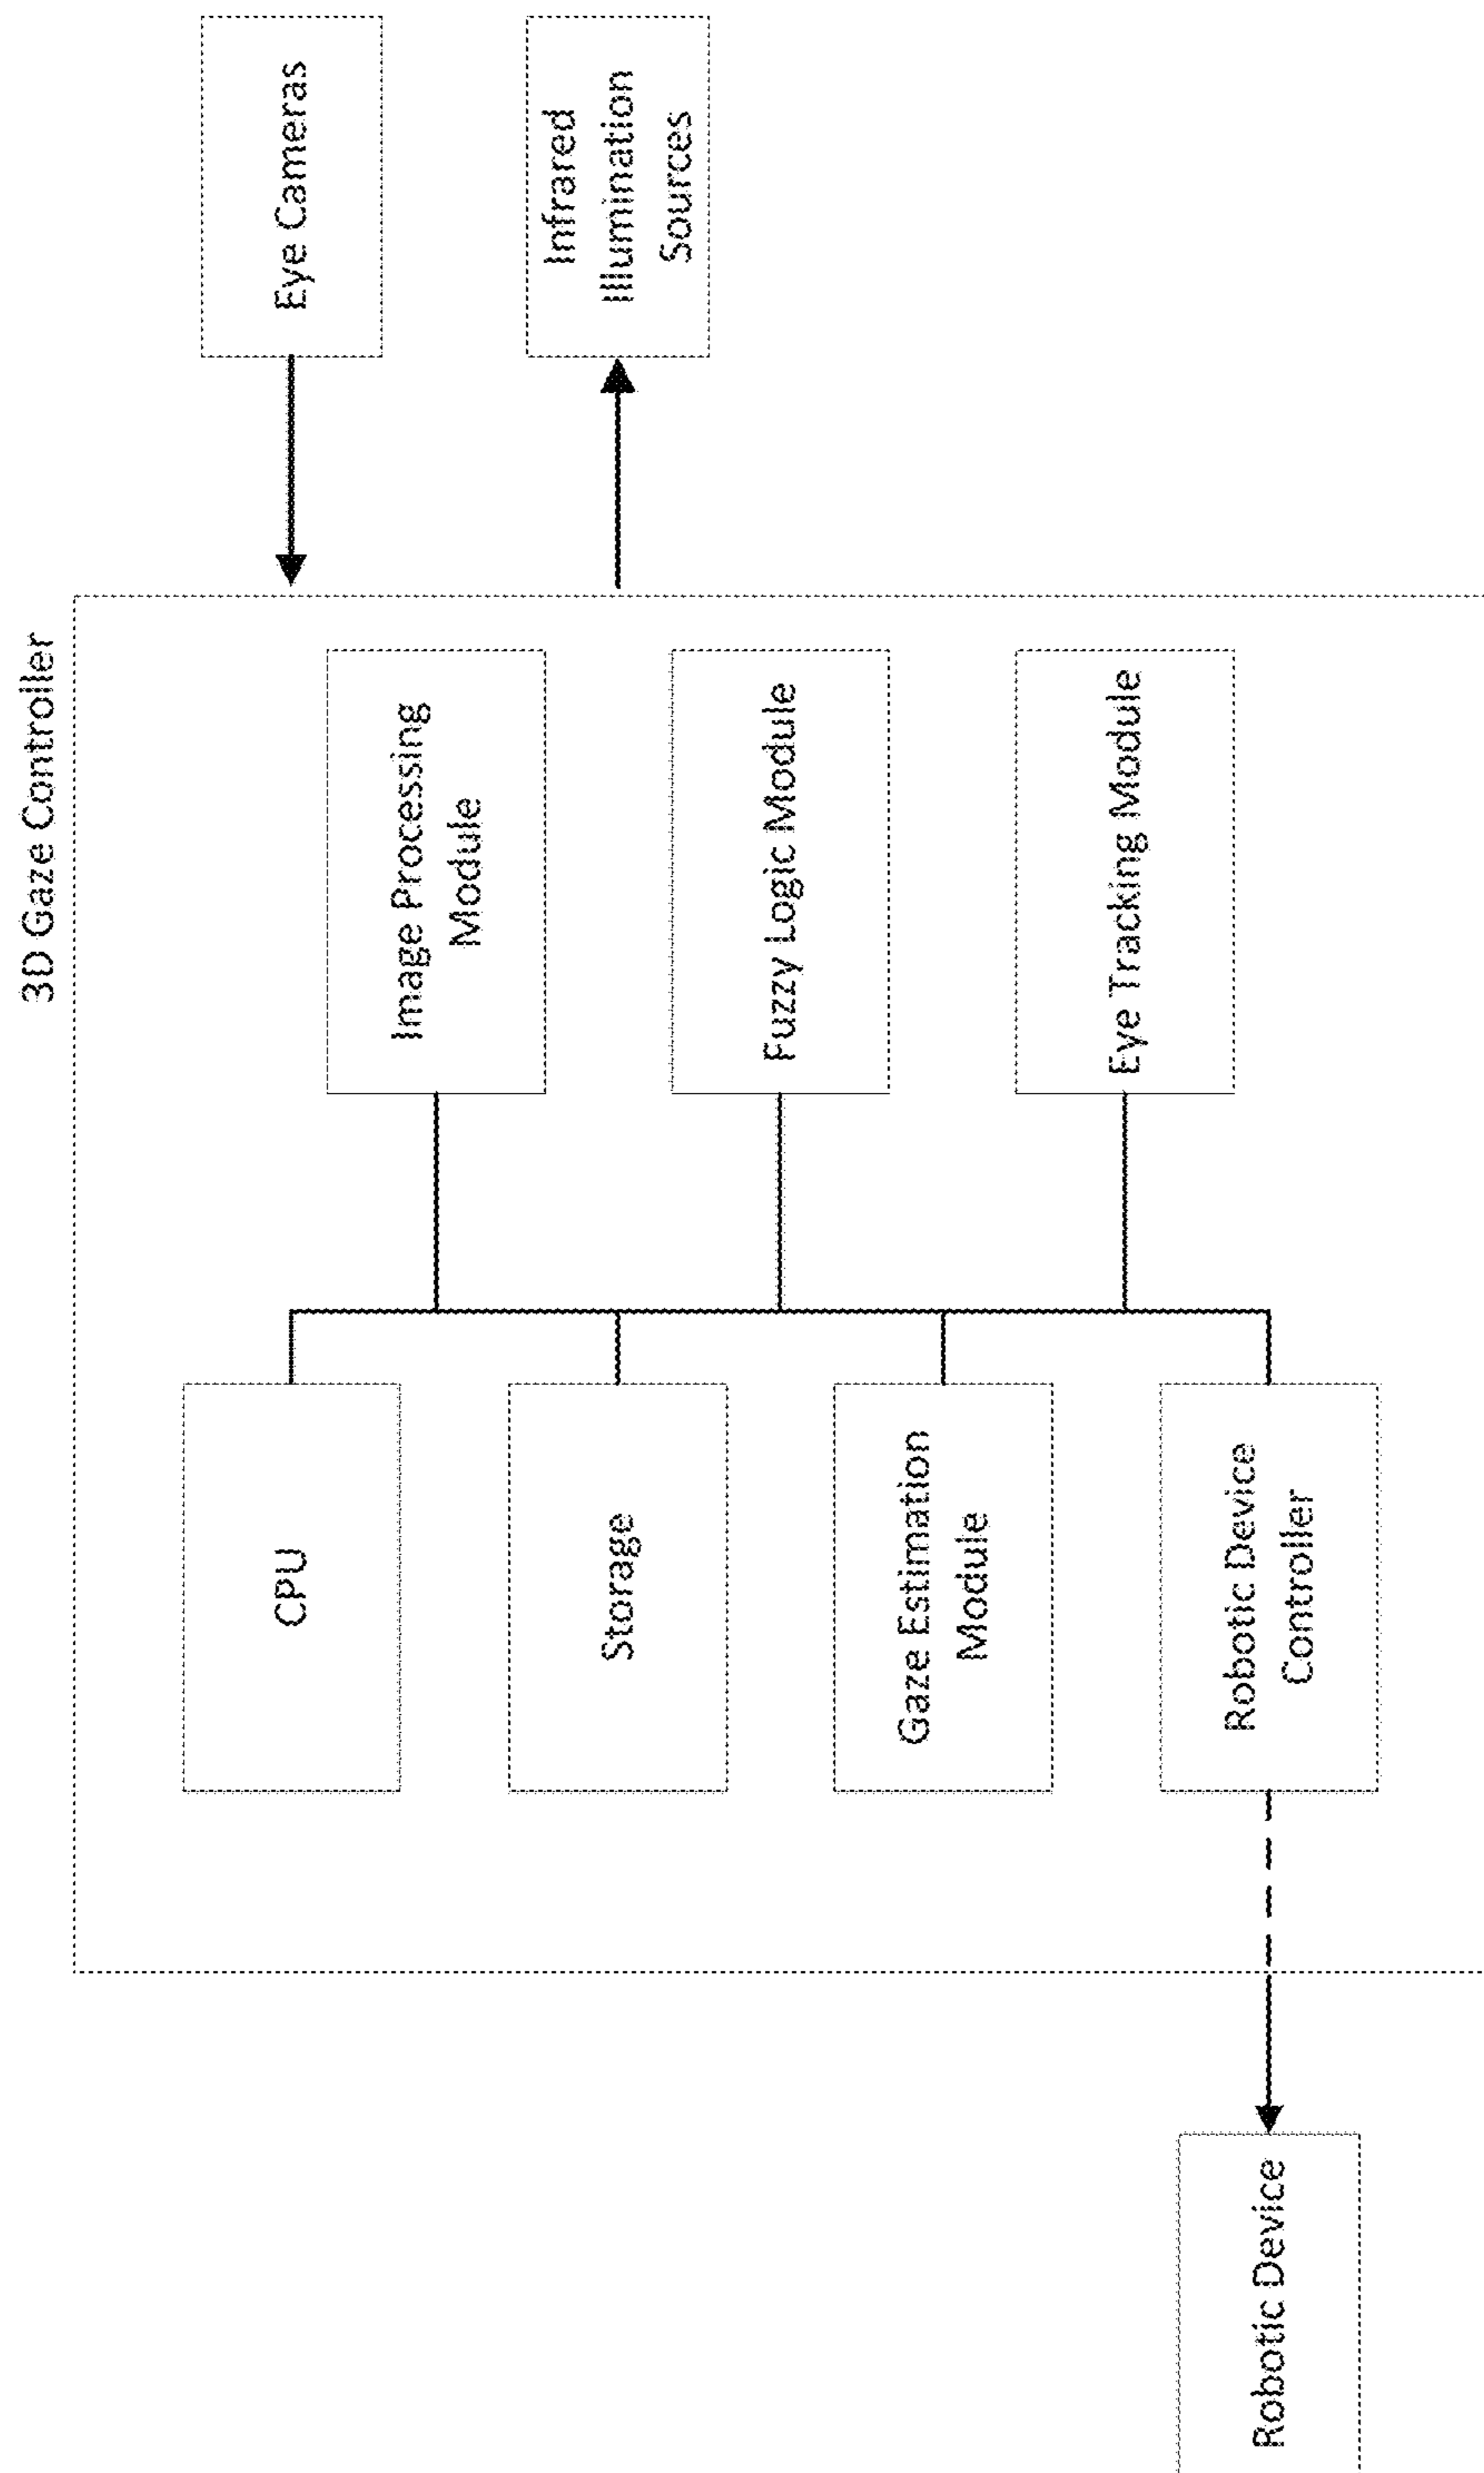 3D Gaze Controller
Eye Cameras
Infrared
Illumination
Sources
Image Processing
Module
Fuzzy Logic Module
Eye Tracking Module
CPU
Storage
Gaze Estimation
Module
Robotic Device
Controller
Robotic Device